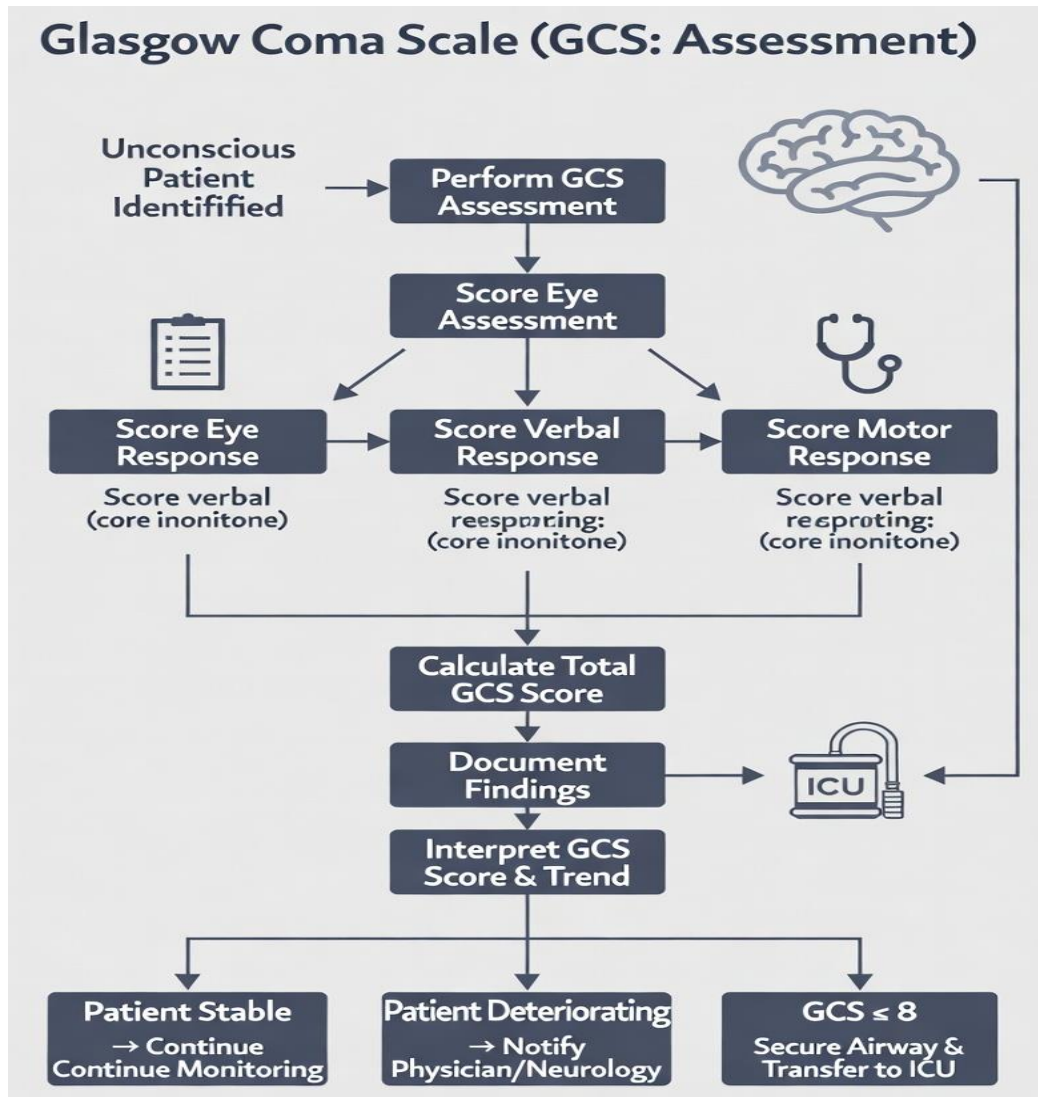 Glasgow Coma Scale (GCS: Assessment)
Unconscious
Patient
Identifified
Perform GCS
Assessment
Score Eye
Assessment
Score Eye
Response
Score Verbal
Response
Score Motor
Response
Score verbal
(core inonitone)
Score verbal
(core inonitone)
Score verbal
(core inonitone)
Calculate Total
GCS Score
Document
Findings
ICU
Interpret GCS
Score & Trend
Patient Stable
→ Continue
Continue Monitoring
Patient Deteriorating
→ Notify
Physician/Neurology
GCS ≤ 8
Secure Airway &
Transfer to ICU